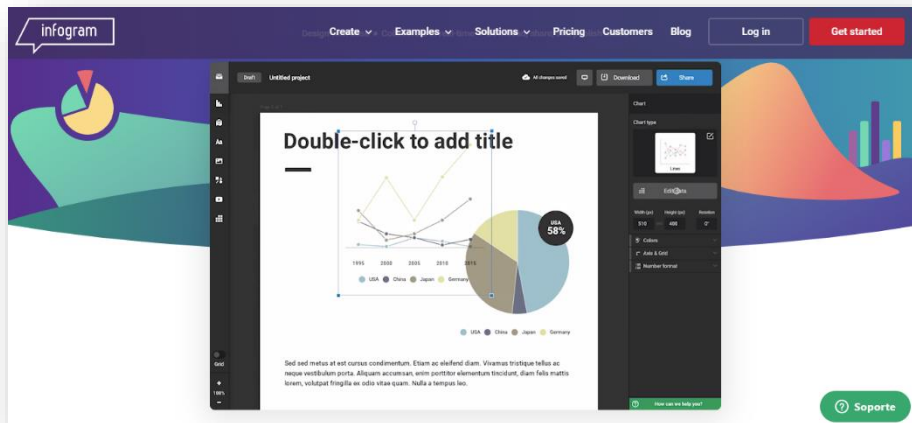 infogram
Create
Examples
Solutions
Pricing
Customers
Blog
Log in
Get started
Draft
Untitled project
All changes saved
Download
Share
Double-click to add title
1995 2000 2005 2010 2015
USA China Japan Germany
USA
58%
USA China Japan Germany
Sed sed metus at est cursus condimentum. Etiam ac eleifend diam. Vivamus tristique tellus ac
neque vestibulum porta. Aliquam accumsan, enim porttitor elementum tincidunt, diam felis mattis
lorem, volutpat fringilla ex odio vitae quam. Nulla a tempus leo.
Aa
Grid
+
100%
−
Chart
Chart type
Lines
Edit data
Width (px) Height (px) Rotation
510 400 0°
Colors
Axis & Grid
Number format
How can we help you?
Soporte